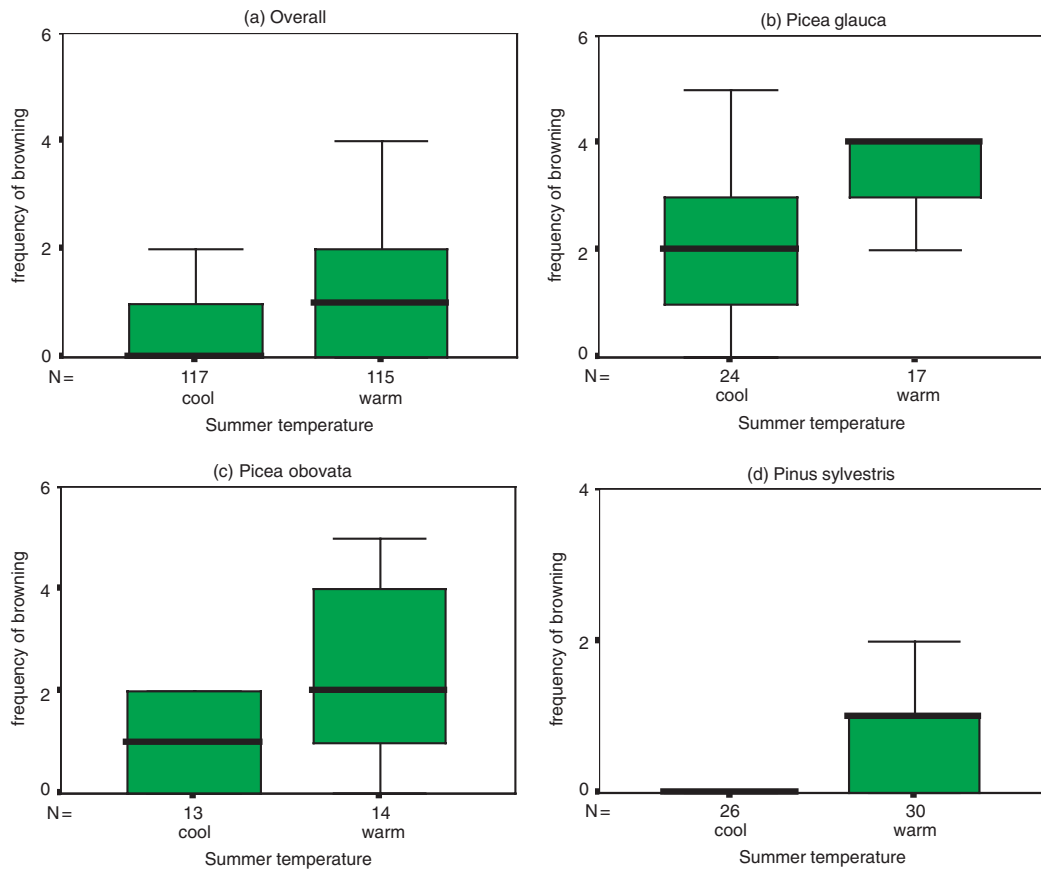 (a) Overall
6
4
2
0
frequency of browning
N= 117 115
cool warm
Summer temperature
(b) Picea glauca
6
4
2
0
frequency of browning
N= 24 17
cool warm
Summer temperature
(c) Picea obovata
6
4
2
0
frequency of browning
N= 13 14
cool warm
Summer temperature
(d) Pinus sylvestris
4
2
0
frequency of browning
N= 26 30
cool warm
Summer temperature